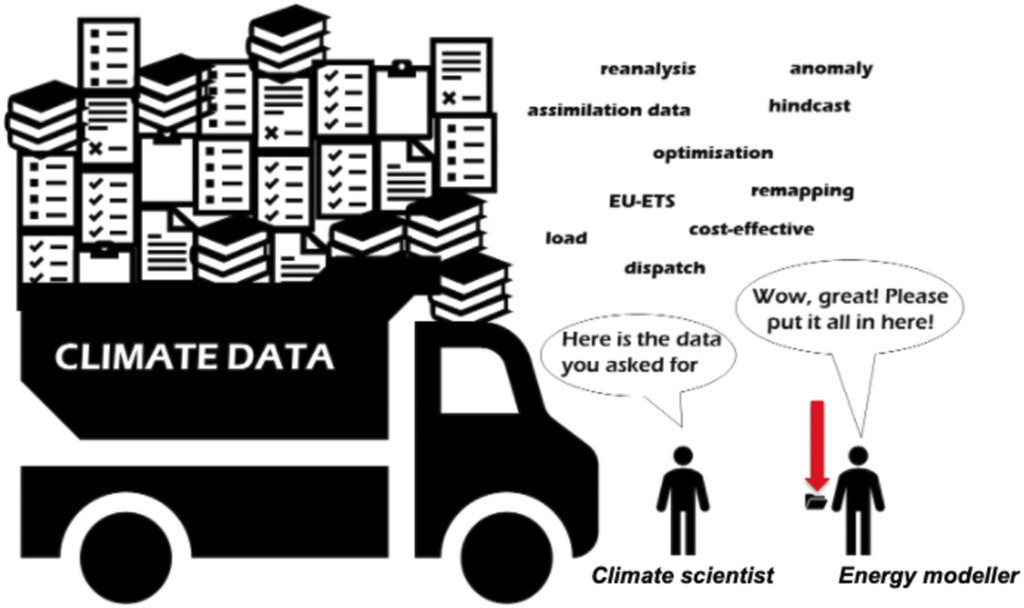 reanalysis
anomaly
assimilation data
hindcast
optimisation
EU-ETS
remapping
load
cost-effective
dispatch
Wow, great! Please
put it all in here!
Here is the data
you asked for
CLIMATE DATA
Climate scientist
Energy modeller